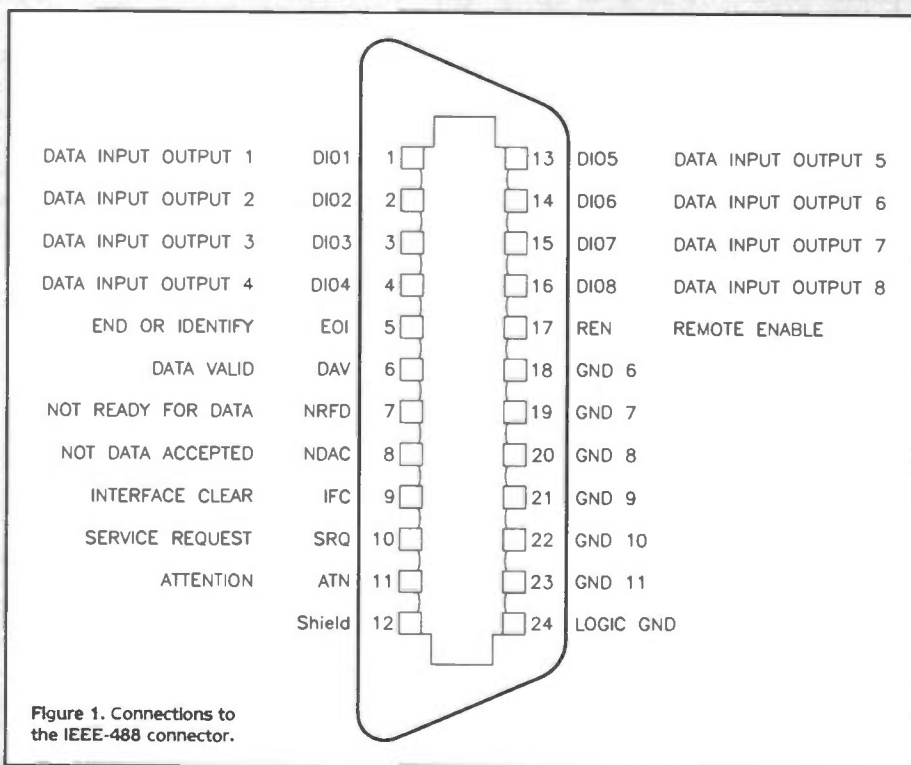 DATA INPUT OUTPUT 1 DIO1 1 13 DIO5 DATA INPUT OUTPUT 5
DATA INPUT OUTPUT 2 DIO2 2 14 DIO6 DATA INPUT OUTPUT 6
DATA INPUT OUTPUT 3 DIO3 3 15 DIO7 DATA INPUT OUTPUT 7
DATA INPUT OUTPUT 4 DIO4 4 16 DIO8 DATA INPUT OUTPUT 8
END OR IDENTIFY EOI 5 17 REN REMOTE ENABLE
DATA VALID DAV 6 18 GND 6
NOT READY FOR DATA NRFD 7 19 GND 7
NOT DATA ACCEPTED NDAC 8 20 GND 8
INTERFACE CLEAR IFC 9 21 GND 9
SERVICE REQUEST SRQ 10 22 GND 10
ATTENTION ATN 11 23 GND 11
Shield 12 24 LOGIC GND
Figure 1. Connections to
the IEEE-488 connector.